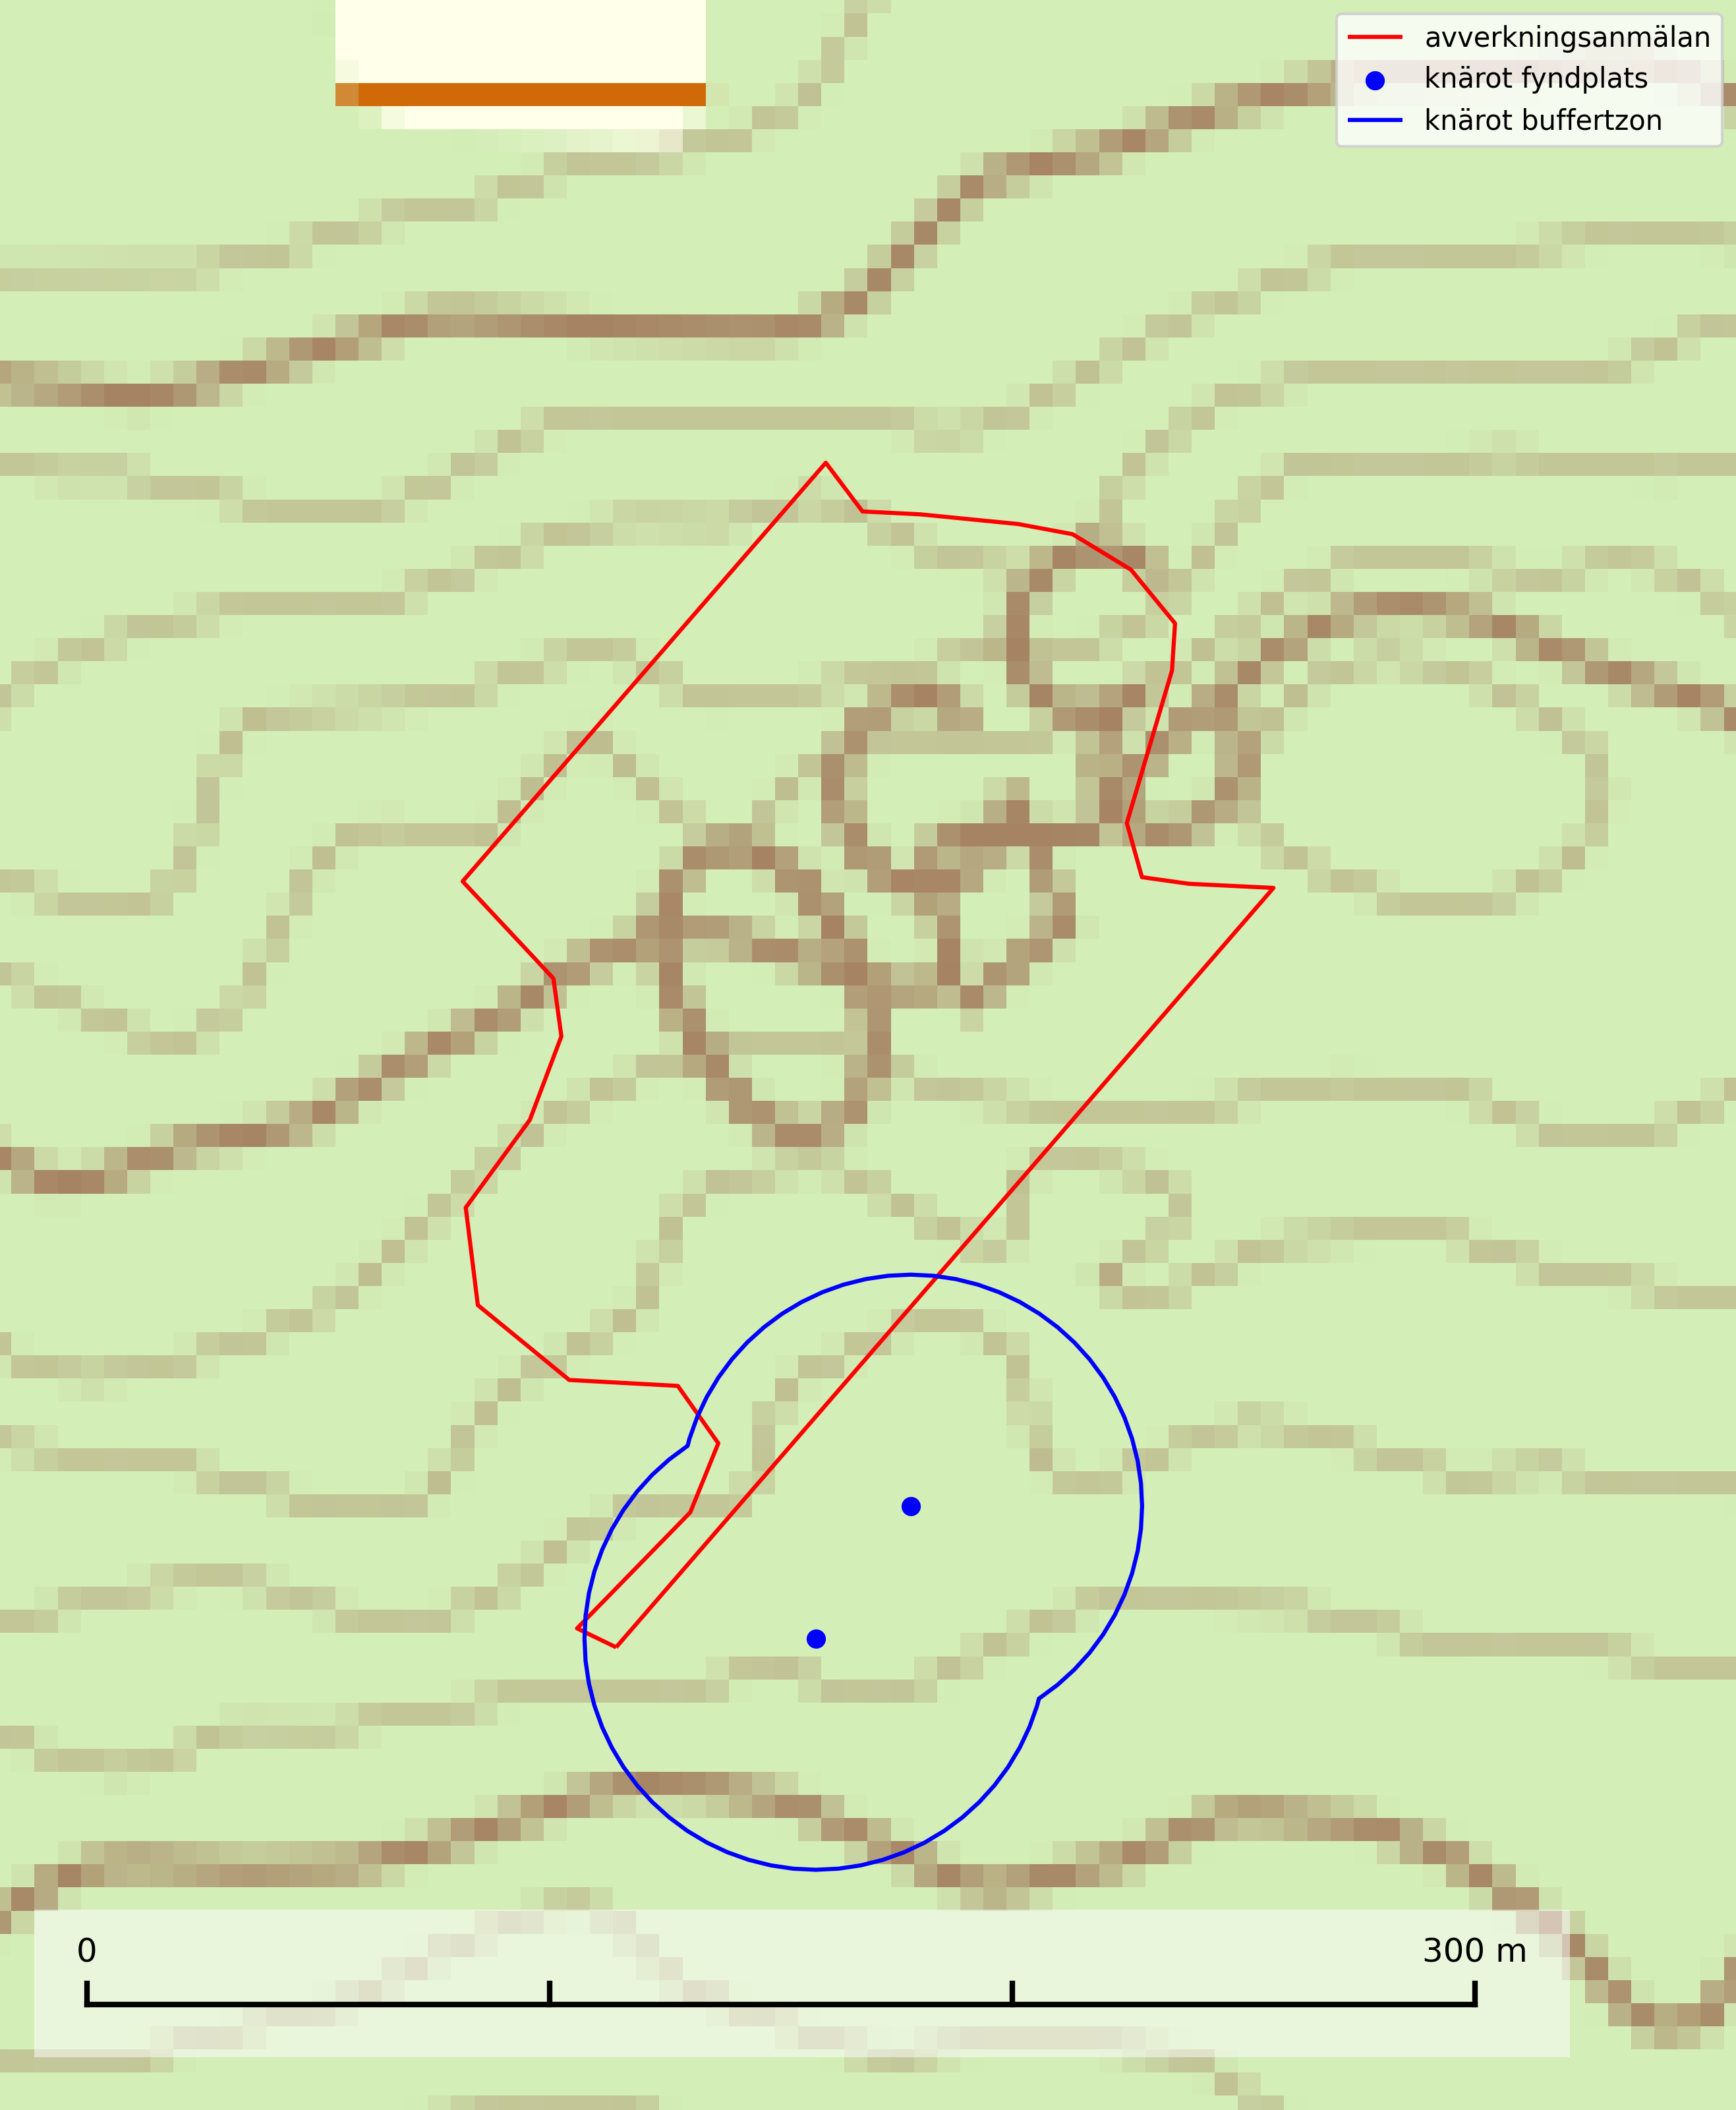 avverkningsanmälan
knärot fyndplats
knärot buffertzon
0 300 m